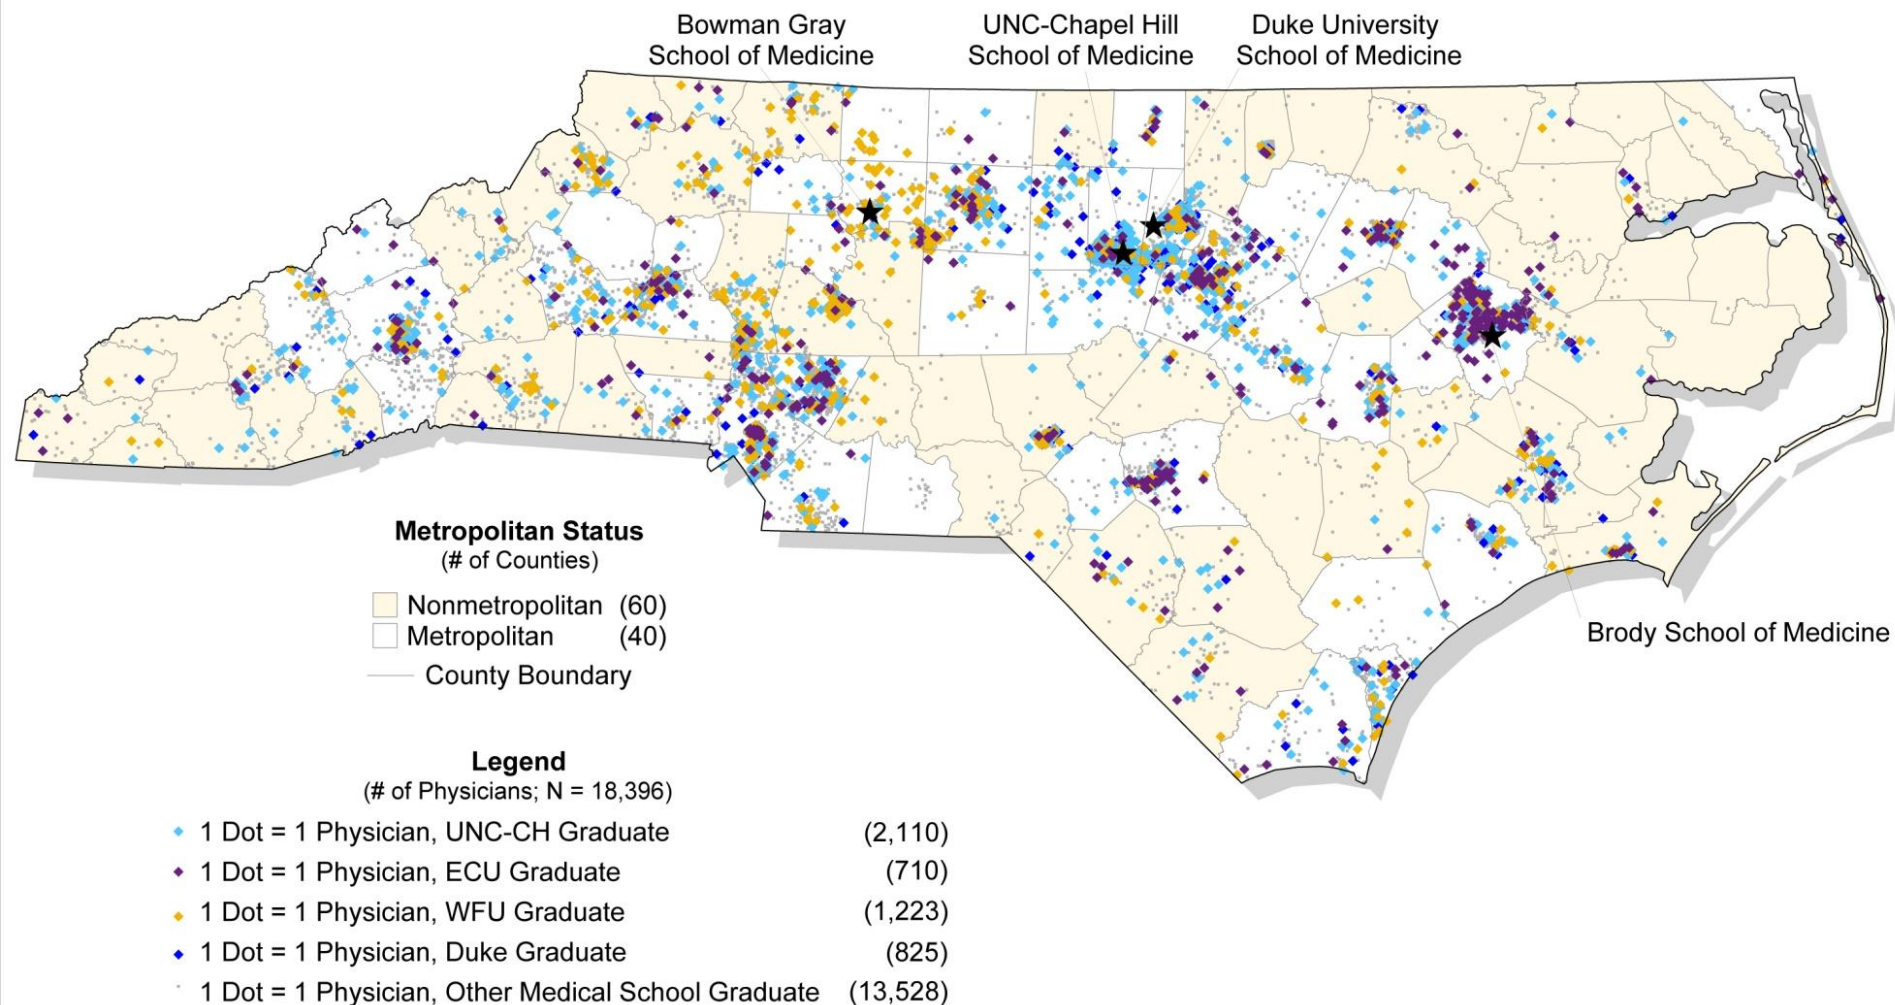 Bowman Gray
School of Medicine
UNC-Chapel Hill
School of Medicine
Duke University
School of Medicine
Metropolitan Status
(# of Counties)
Nonmetropolitan (60)
Metropolitan (40)
County Boundary
Brody School of Medicine
Legend
(# of Physicians; N = 18,396)
1 Dot = 1 Physician, UNC-CH Graduate (2,110)
1 Dot = 1 Physician, ECU Graduate (710)
1 Dot = 1 Physician, WFU Graduate (1,223)
1 Dot = 1 Physician, Duke Graduate (825)
1 Dot = 1 Physician, Other Medical School Graduate (13,528)